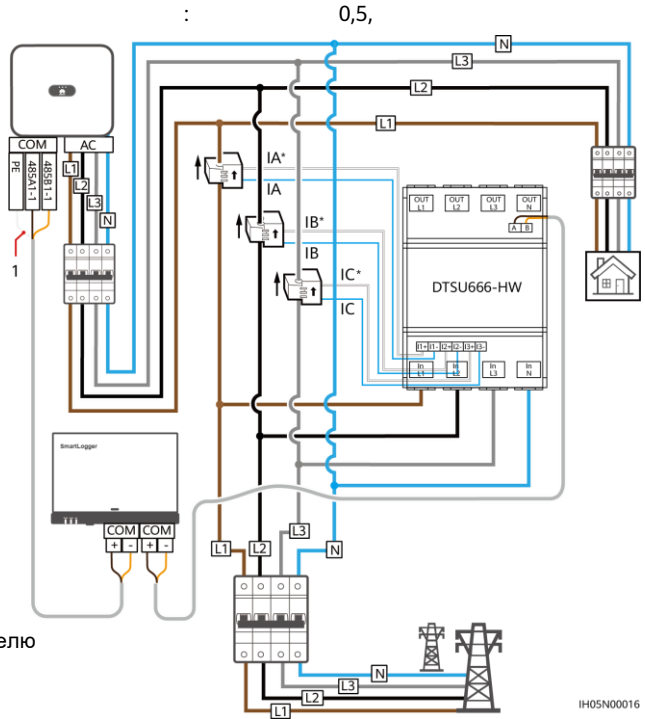 : 0,5,
N
L3
L2
L1
COM AC
PE
485A1-1
485B1-1
L1
L2
L3
N
1
IA*
IA
IB*
IB
IC*
IC
OUT L1 OUT L2 OUT L3 OUT N
A B
DTSU666-HW
I1+ I1- I2+ I2- I3+ I3-
In L1 In L2 In L3 In N
SmartLogger
COM COM
+ - + -
L1 L2 L3 N
елю
N
L3
L2
L1
IH05N00016